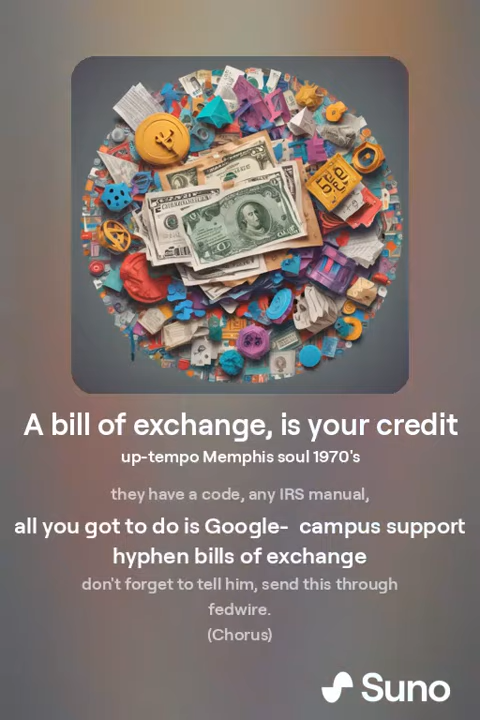 A bill of exchange, is your credit
up-tempo Memphis soul 1970's
they have a code, any IRS manual,
all you got to do is Google-  campus support
hyphen bills of exchange
don't forget to tell him, send this through
fedwire.
(Chorus)
Suno